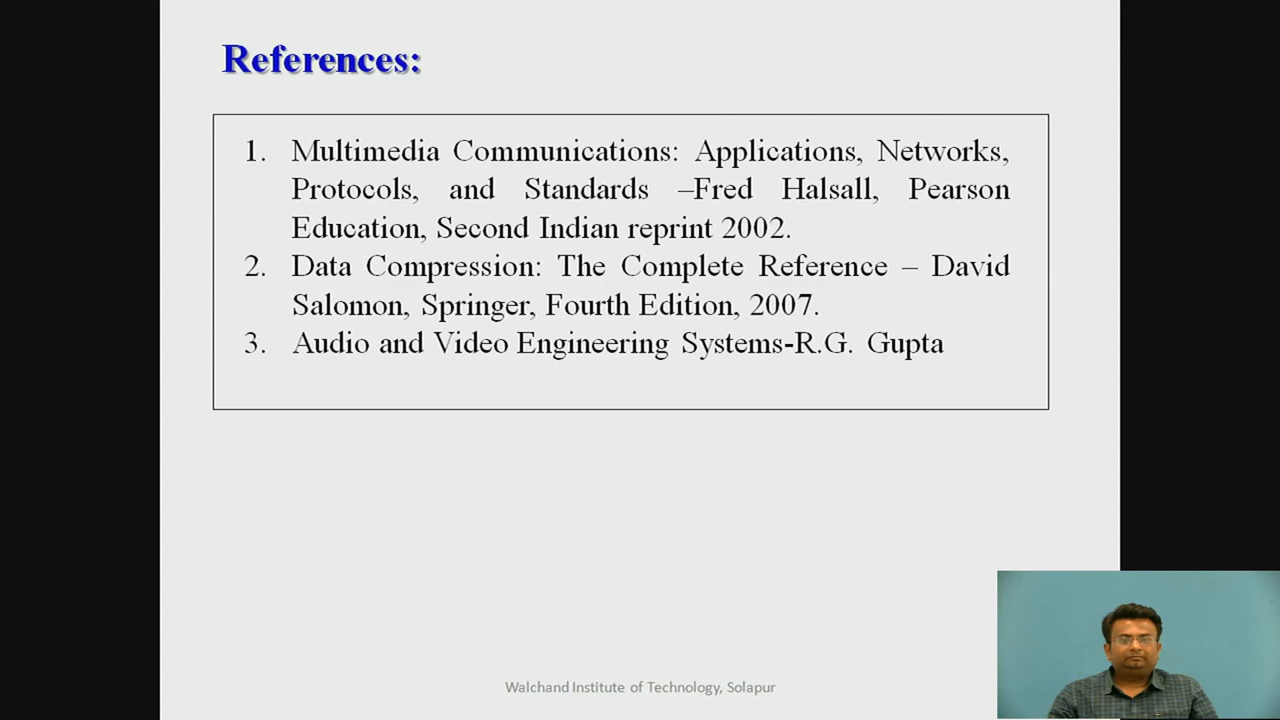 References:
1. Multimedia Communications: Applications, Networks,
Protocols, and Standards –Fred Halsall, Pearson
Education, Second Indian reprint 2002.
2. Data Compression: The Complete Reference – David
Salomon, Springer, Fourth Edition, 2007.
3. Audio and Video Engineering Systems-R.G. Gupta
Walchand Institute of Technology, Solapur